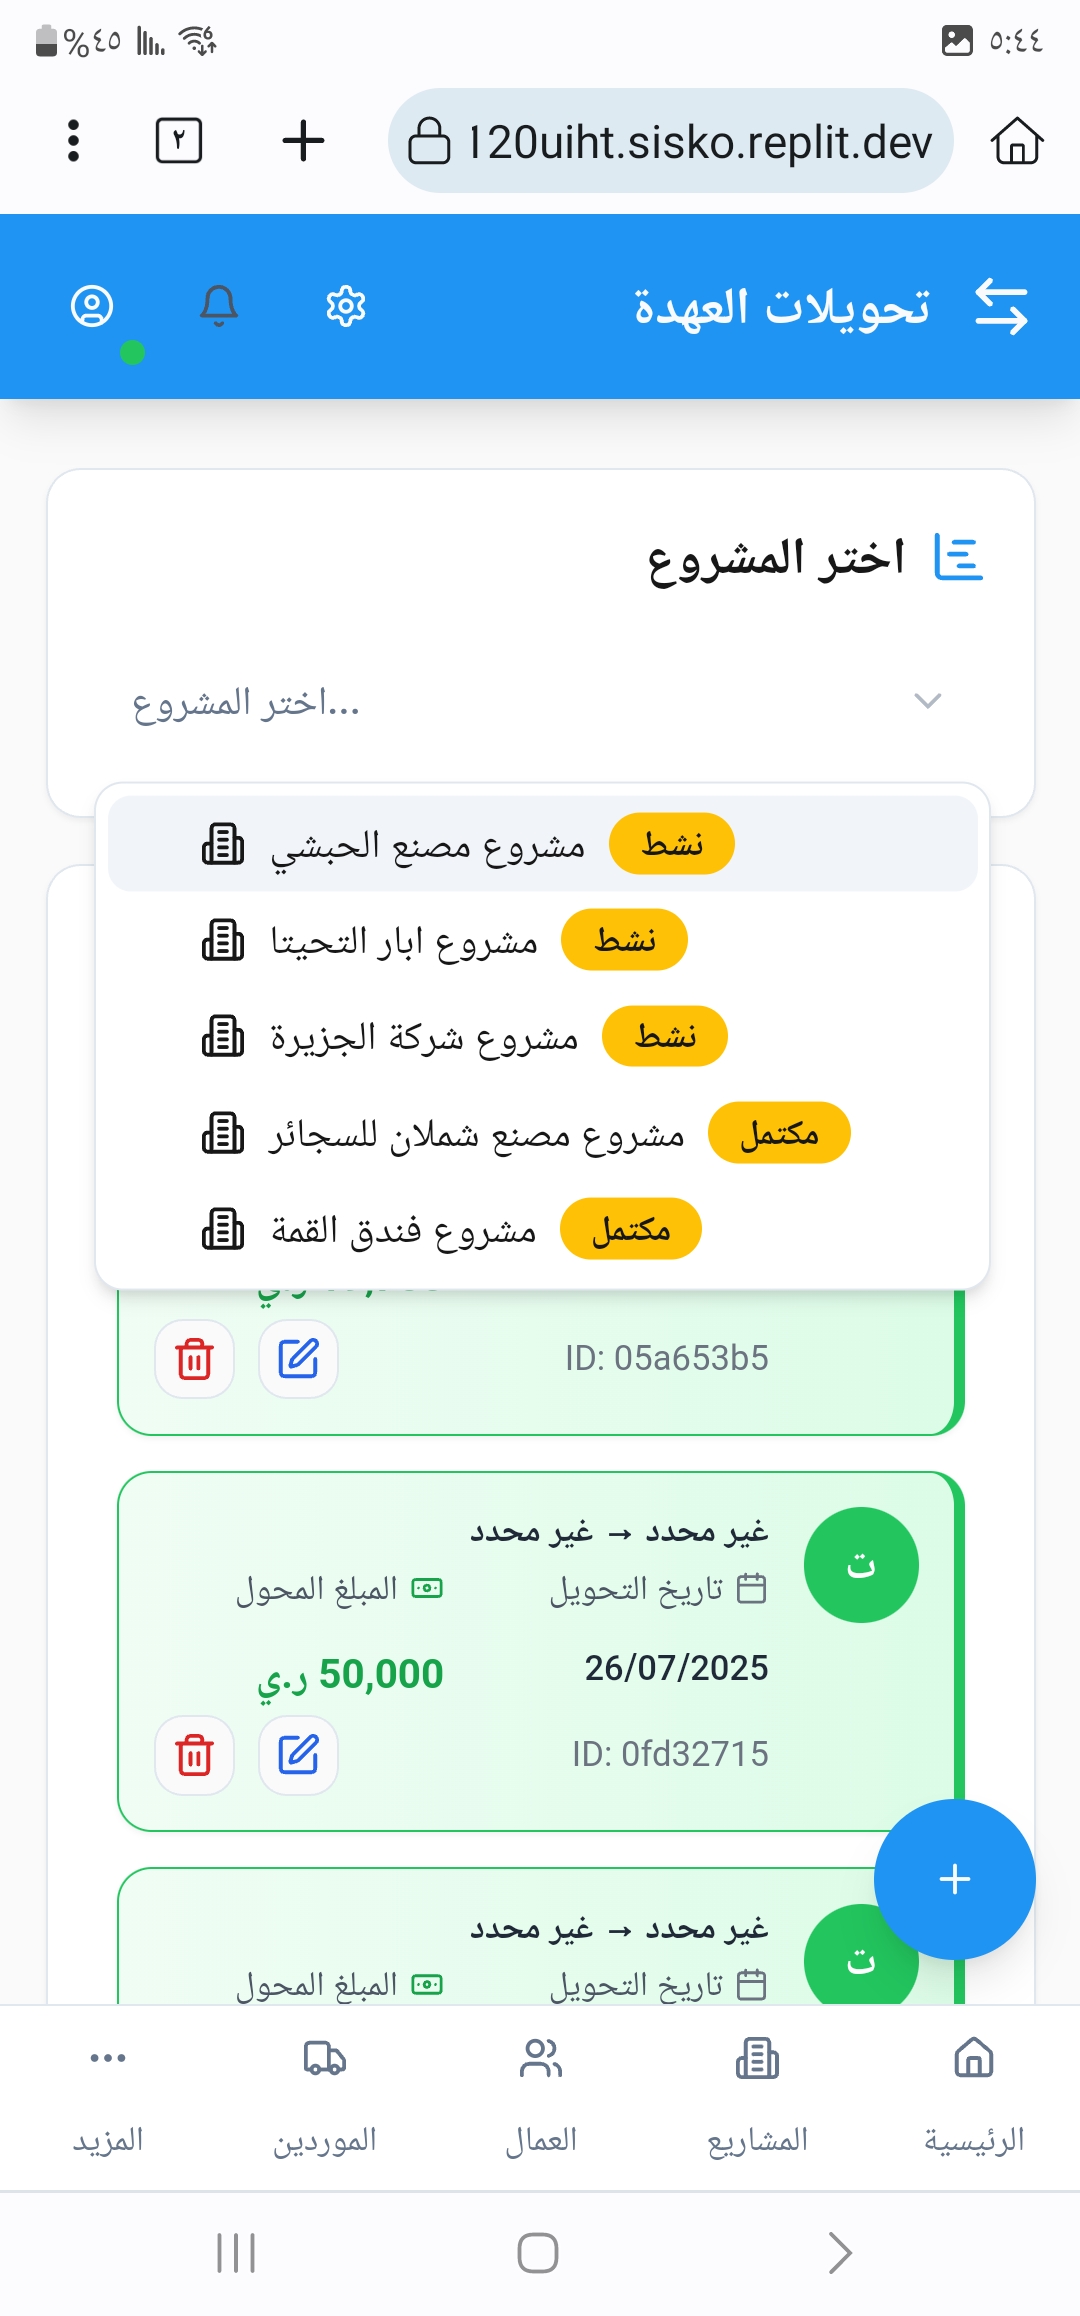 ٥:٤٤
%٤٥
120uiht.sisko.replit.dev
٢
تحويلات العهدة
اختر المشروع
اختر المشروع...
مشروع مصنع الحبشي نشط
مشروع ابار التحيتا نشط
مشروع شركة الجزيرة نشط
مشروع مصنع شملان للسجائر مكتمل
مشروع فندق القمة مكتمل
ID: 05a653b5
ت
غير محدد → غير محدد
تاريخ التحويل
المبلغ المحول
26/07/2025
50,000 ر.ي
ID: 0fd32715
ت
غير محدد → غير محدد
تاريخ التحويل
المبلغ المحول
الرئيسية
المشاريع
العمال
الموردين
المزيد